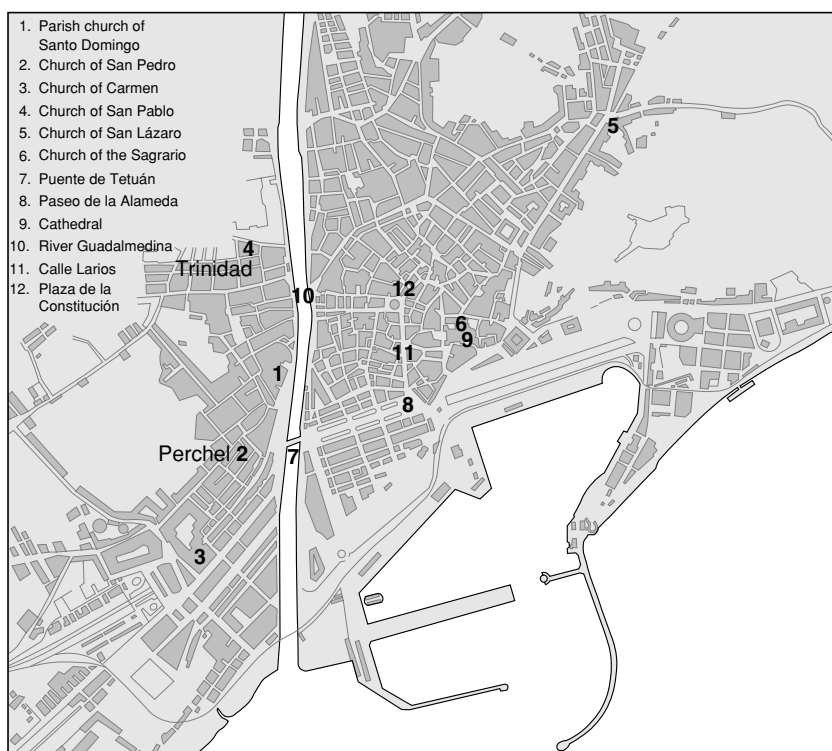 1. Parish church of
Santo Domingo
2. Church of San Pedro
3. Church of Carmen
4. Church of San Pablo
5. Church of San Lázaro
6. Church of the Sagrario
7. Puente de Tetuán
8. Paseo de la Alameda
9. Cathedral
10. River Guadalmedina
11. Calle Larios
12. Plaza de la
Constitución
5
4
Trinidad
10
12
6
9
11
1
8
Perchel 2
7
3